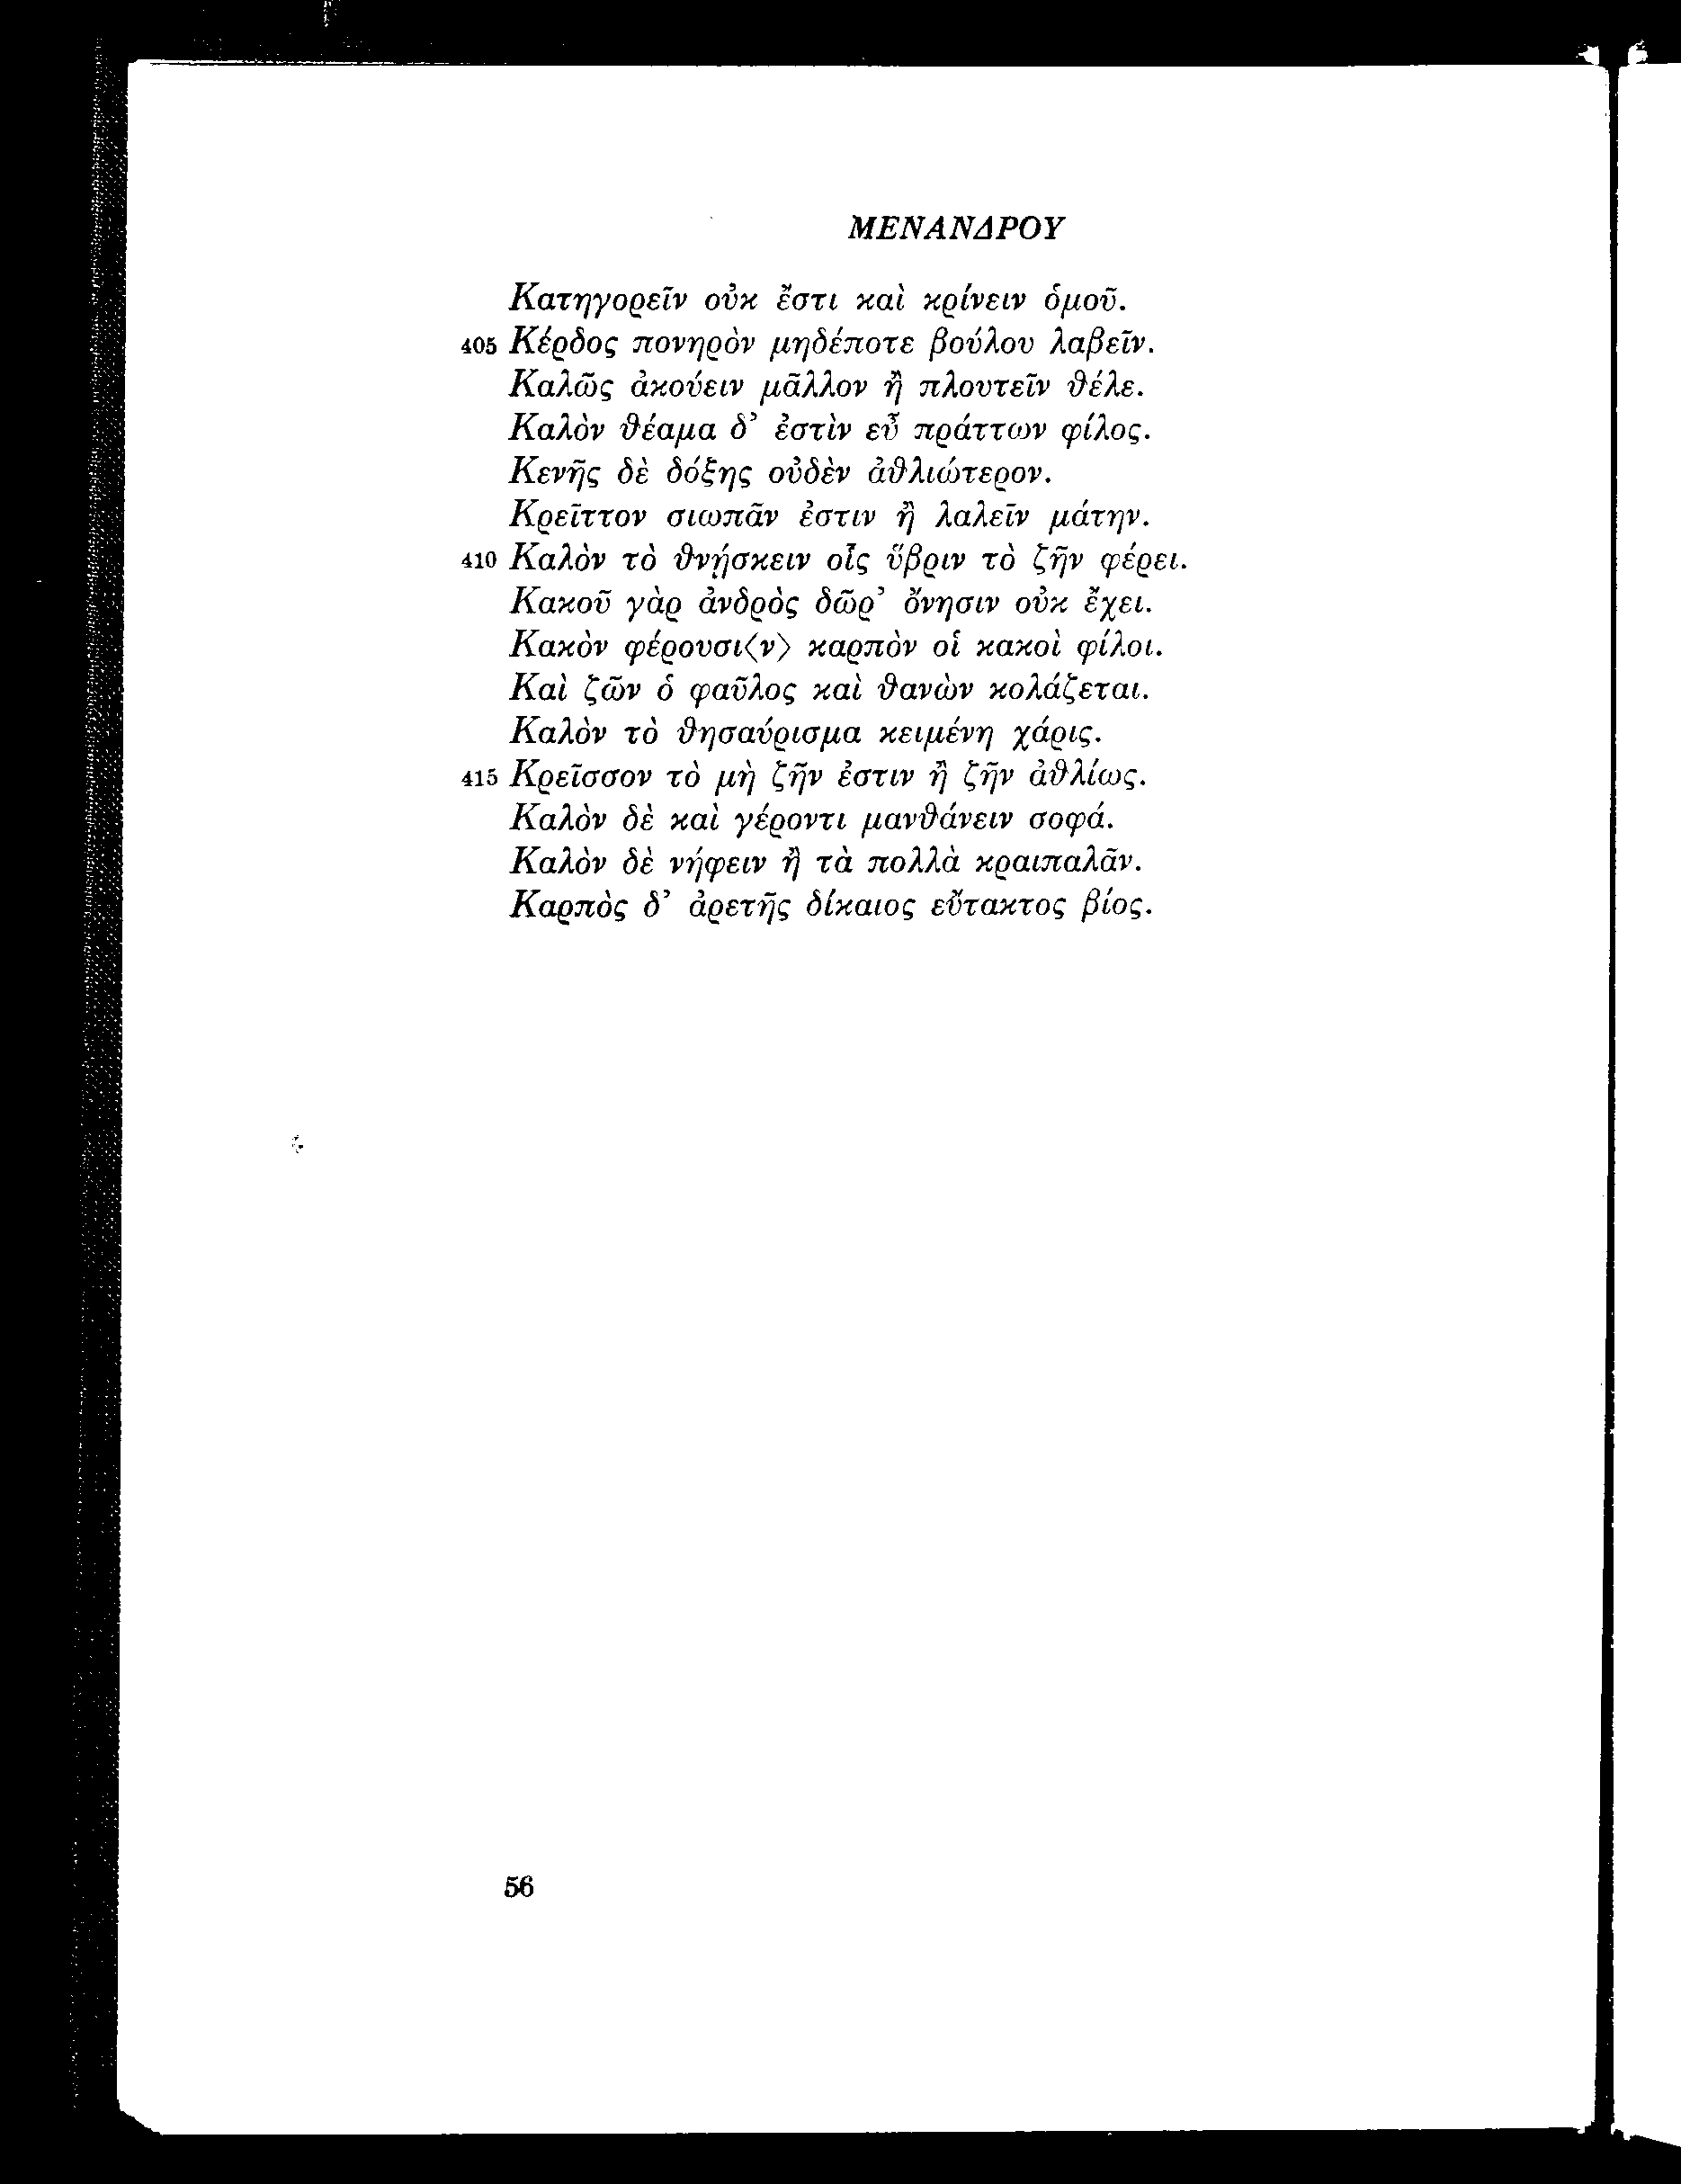 ΜΕΝΑΝΔΡΟΥ
Κατηγορεῖν οὐκ ἔστι καὶ κρίνειν ὁμοῦ.
405 Κέρδος πονηρὸν μηδέποτε βούλου λαβεῖν.
Καλῶς ἀκούειν μᾶλλον ἢ πλουτεῖν θέλε.
Καλὸν θέαμα δ’ ἐστὶν εὖ πράττων φίλος.
Κενῆς δὲ δόξης οὐδὲν ἀθλιώτερον.
Κρεῖττον σιωπᾶν ἐστιν ἢ λαλεῖν μάτην.
410 Καλὸν τὸ θνῄσκειν οἷς ὕβριν τὸ ζῆν φέρει.
Κακοῦ γὰρ ἀνδρὸς δῶρ’ ὄνησιν οὐκ ἔχει.
Κακὸν φέρουσι⟨ν⟩ καρπὸν οἱ κακοὶ φίλοι.
Καὶ ζῶν ὁ φαῦλος καὶ θανὼν κολάζεται.
Καλὸν τὸ θησαύρισμα κειμένη χάρις.
415 Κρεῖσσον τὸ μὴ ζῆν ἐστιν ἢ ζῆν ἀθλίως.
Καλὸν δὲ καὶ γέροντι μανθάνειν σοφά.
Καλὸν δὲ νήφειν ἢ τὰ πολλὰ κραιπαλᾶν.
Καρπὸς δ’ ἀρετῆς δίκαιος εὔτακτος βίος.
56